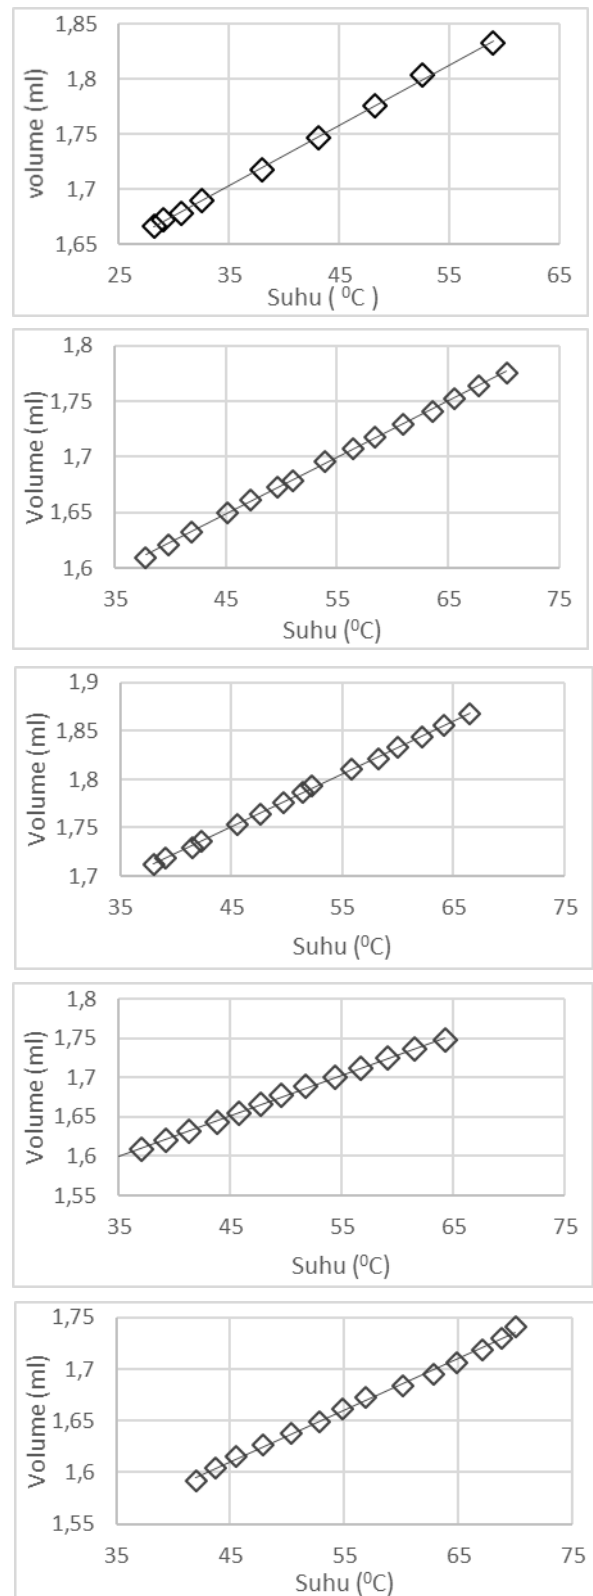 1,85
1,8
1,75
1,7
1,65
volume (ml)
25 35 45 55 65
Suhu ( ⁰C )
1,8
1,75
1,7
1,65
1,6
Volume (ml)
35 45 55 65 75
Suhu (⁰C)
1,9
1,85
1,8
1,75
1,7
Volume (ml)
35 45 55 65 75
Suhu (⁰C)
1,8
1,75
1,7
1,65
1,6
1,55
Volume (ml)
35 45 55 65 75
Suhu (⁰C)
1,75
1,7
1,65
1,6
1,55
Volume (ml)
35 45 55 65 75
Suhu (⁰C)